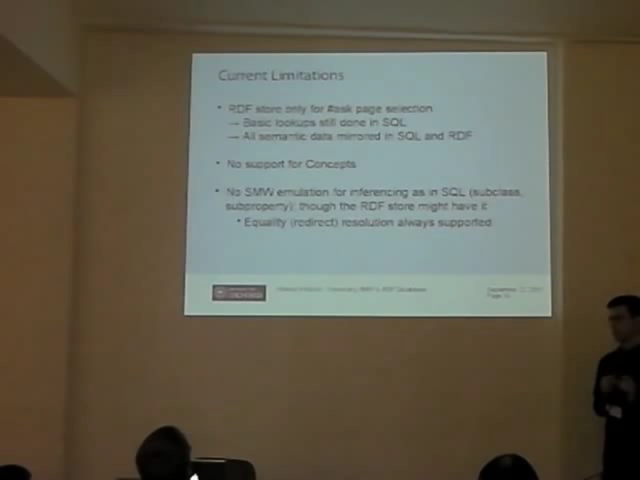 Current Limitations
• RDF store only for #ask page selection
– Basic lookups still done in SQL
– All semantic data mirrored in SQL and RDF
• No support for Concepts
• No SMW emulation for inferencing as in SQL (subclass,
subproperty); though the RDF store might have it
• Equality (redirect) resolution always supported